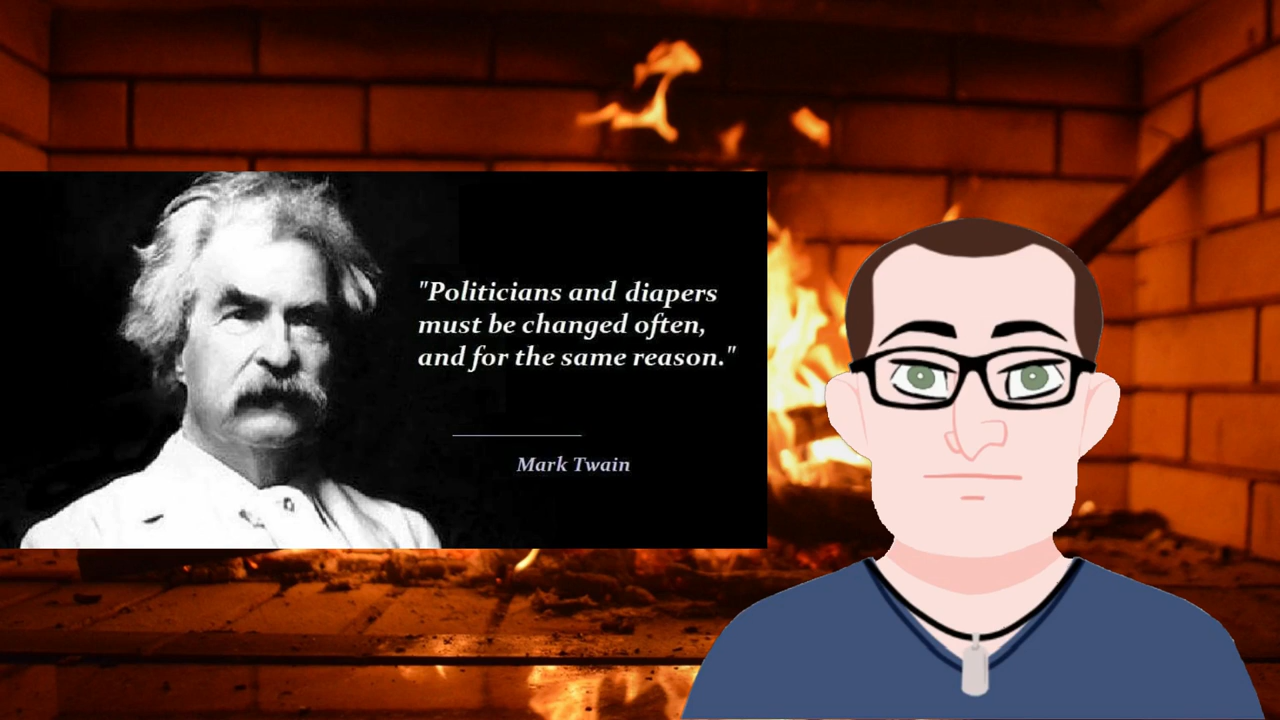 "Politicians and diapers
must be changed often,
and for the same reason."
Mark Twain